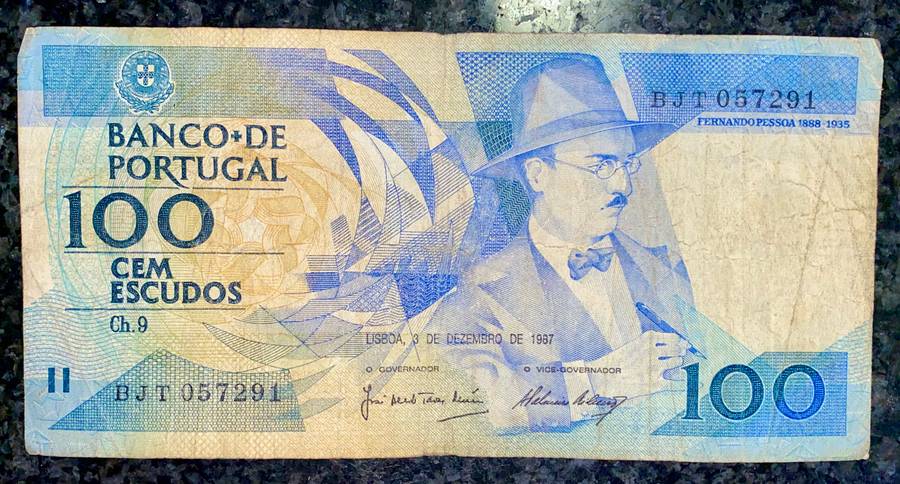 BANCO DE
PORTUGAL
100
CEM
ESCUDOS
Ch.9
BJT 057291
BJT 057291
FERNANDO PESSOA 1888-1935
LISBOA, 3 DE DEZEMBRO DE 1987
O GOVERNADOR
O VICE-GOVERNADOR
100